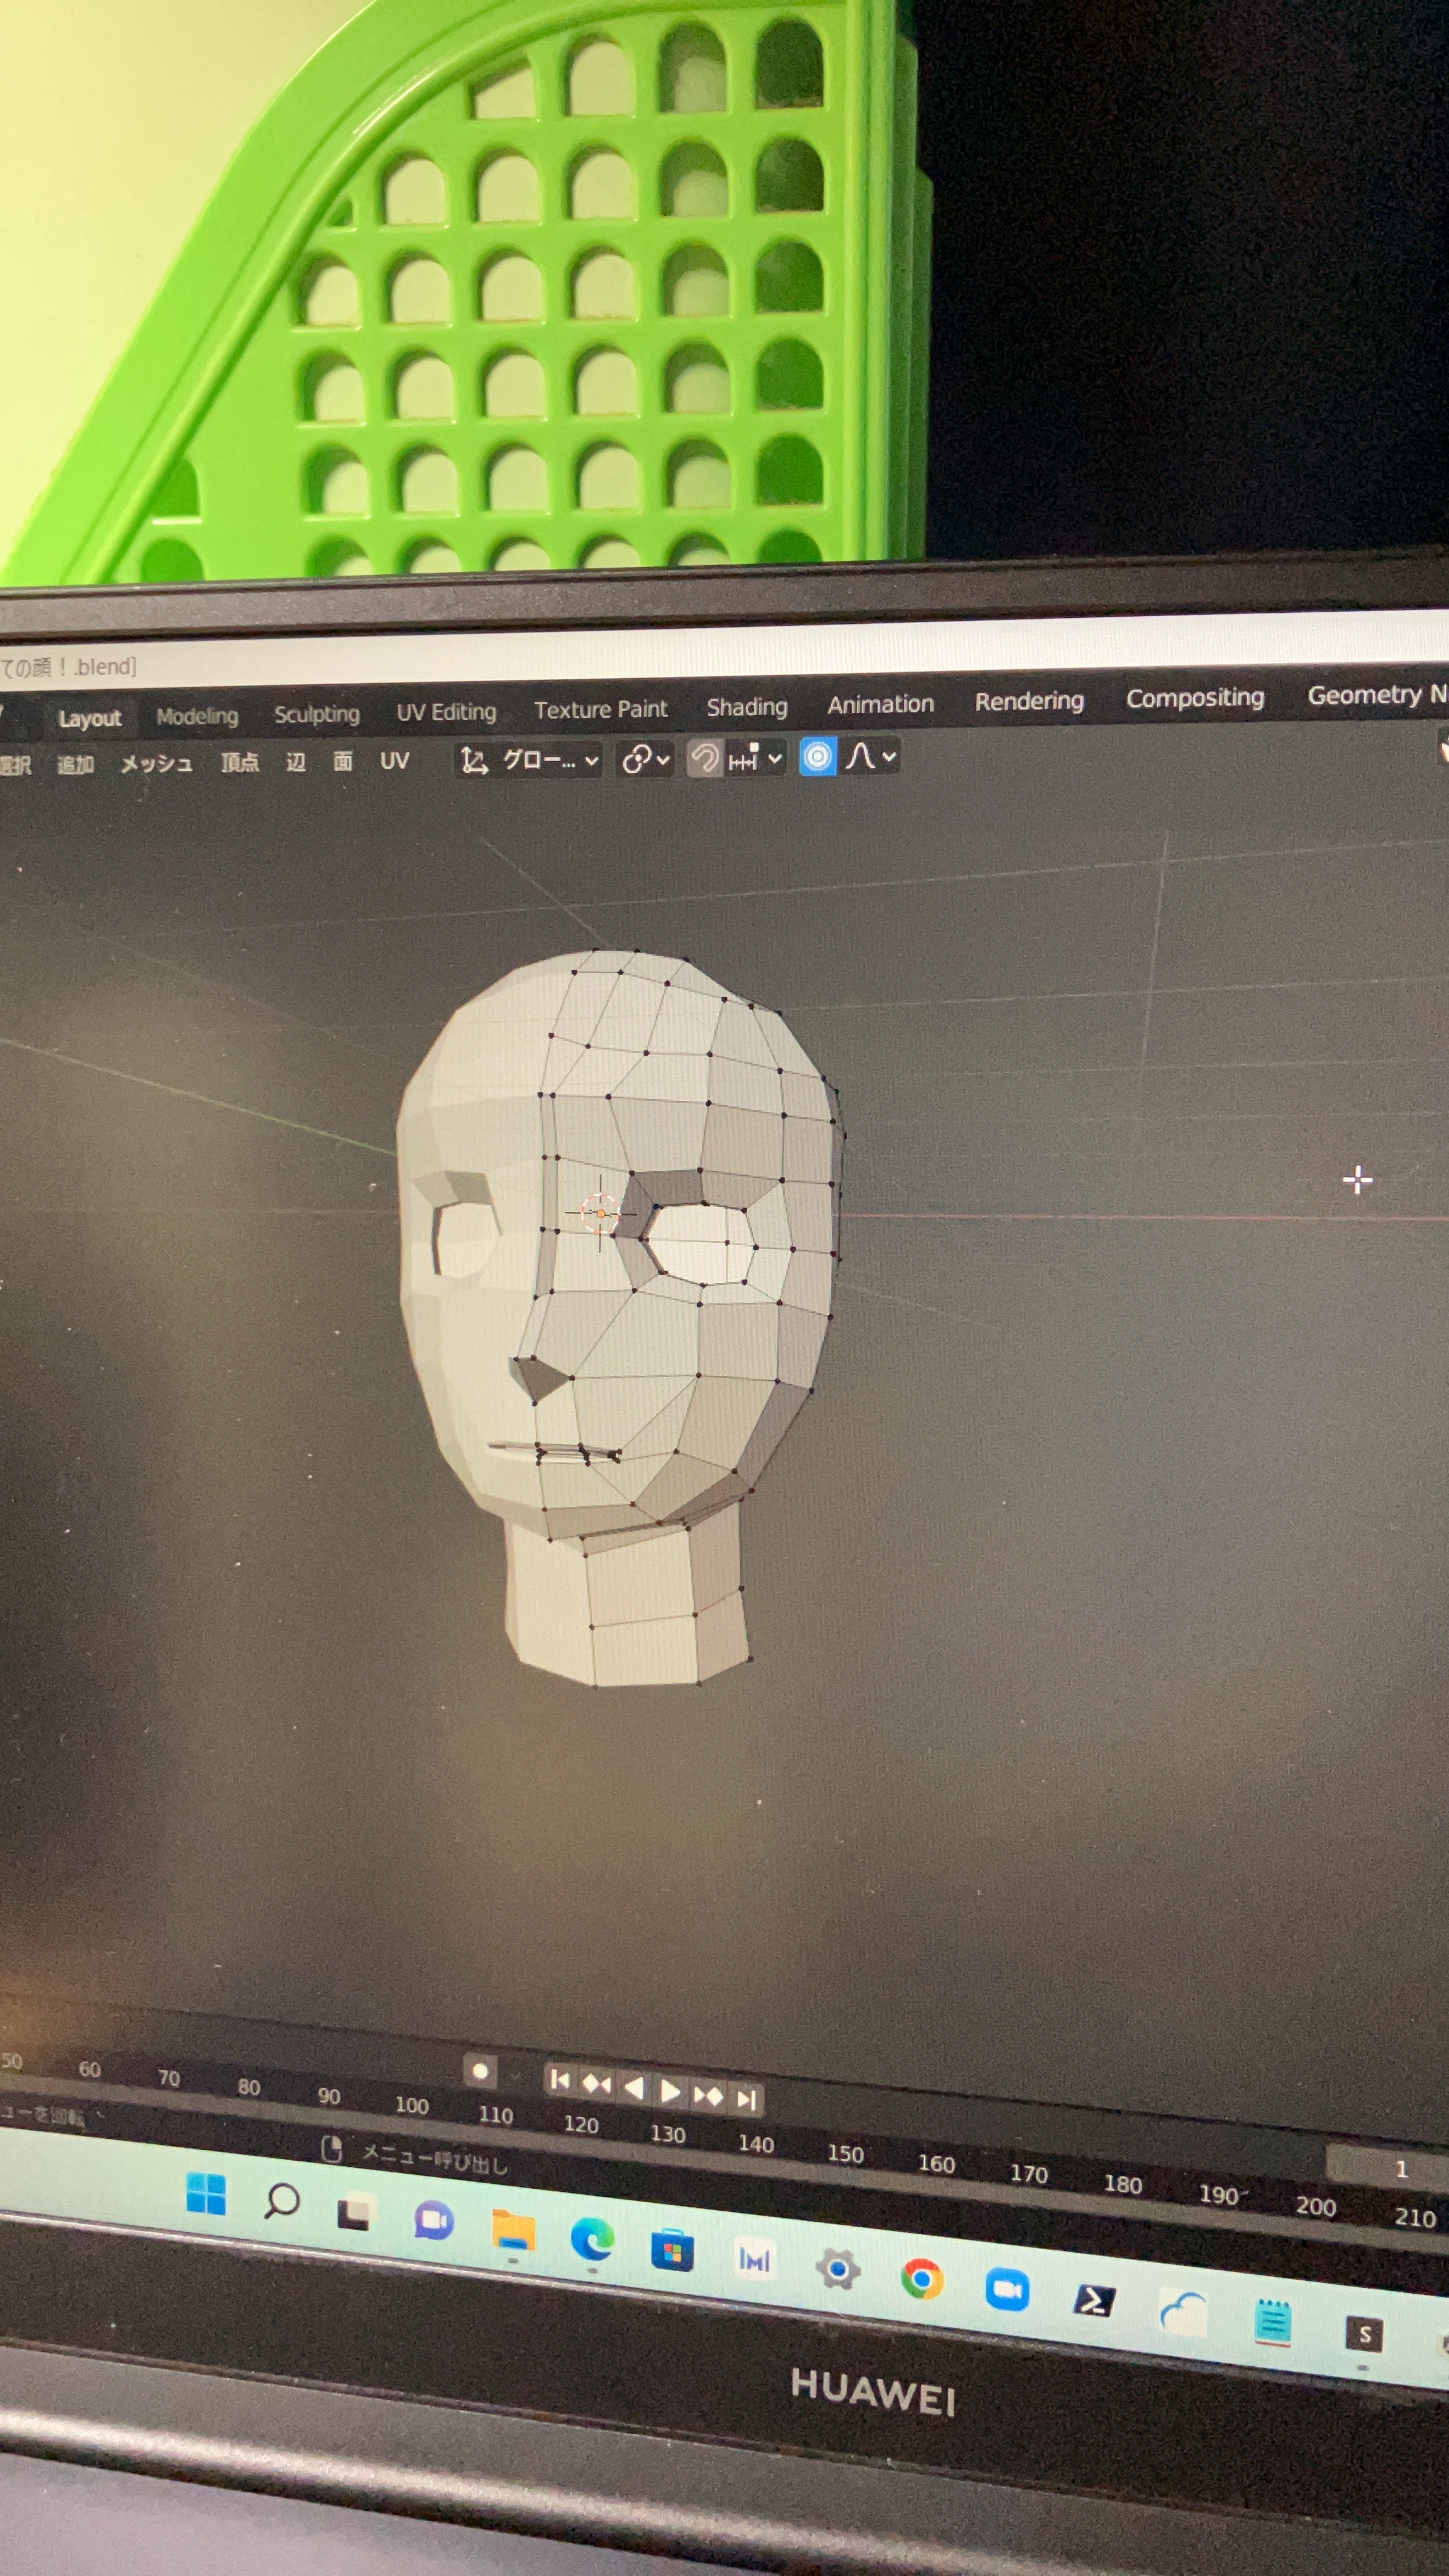 ての顔！.blend]
Layout Modeling Sculpting UV Editing Texture Paint Shading Animation Rendering Compositing Geometry N
選択 追加 メッシュ 頂点 辺 面 UV グロー...
50 60 70 80 90 100 110 120 130 140 150 160 170 180 190 200 210
1
ューを回転 メニュー呼び出し
S
HUAWEI